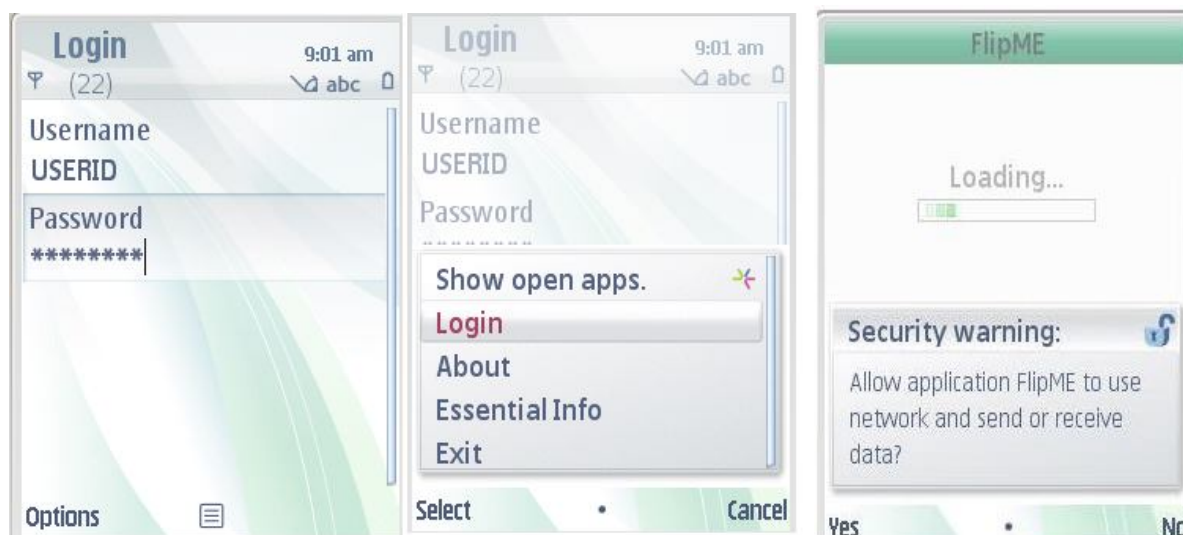 Login
9:01 am
(22)
abc
Username
USERID
Password
********
Options
Login
9:01 am
(22)
abc
Username
USERID
Password
********
Show open apps.
Login
About
Essential Info
Exit
Select
Cancel
FlipME
Loading...
Security warning:
Allow application FlipME to use
network and send or receive
data?
Yes
No